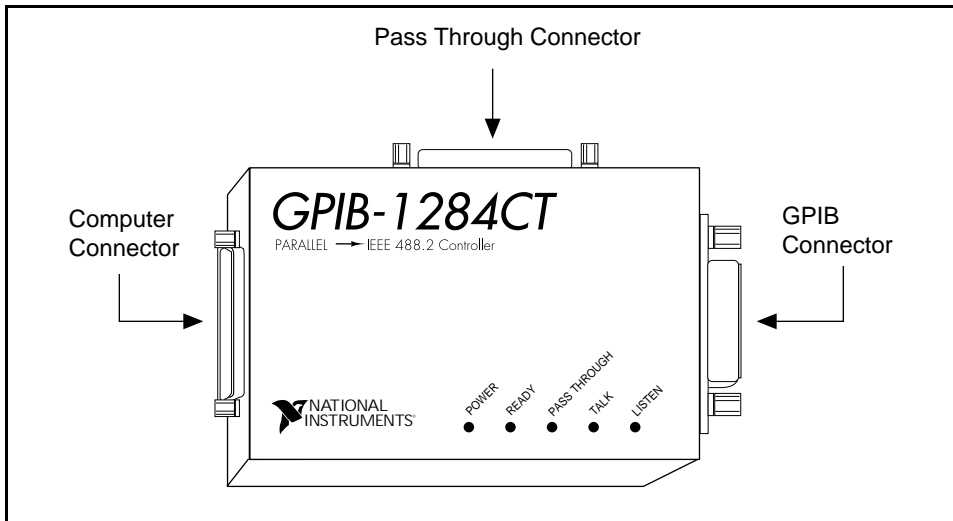 Pass Through Connector
Computer
Connector
GPIB
Connector
GPIB-1284CT
PARALLEL → IEEE 488.2 Controller
NATIONAL
INSTRUMENTS®
POWER
READY
PASS THROUGH
TALK
LISTEN